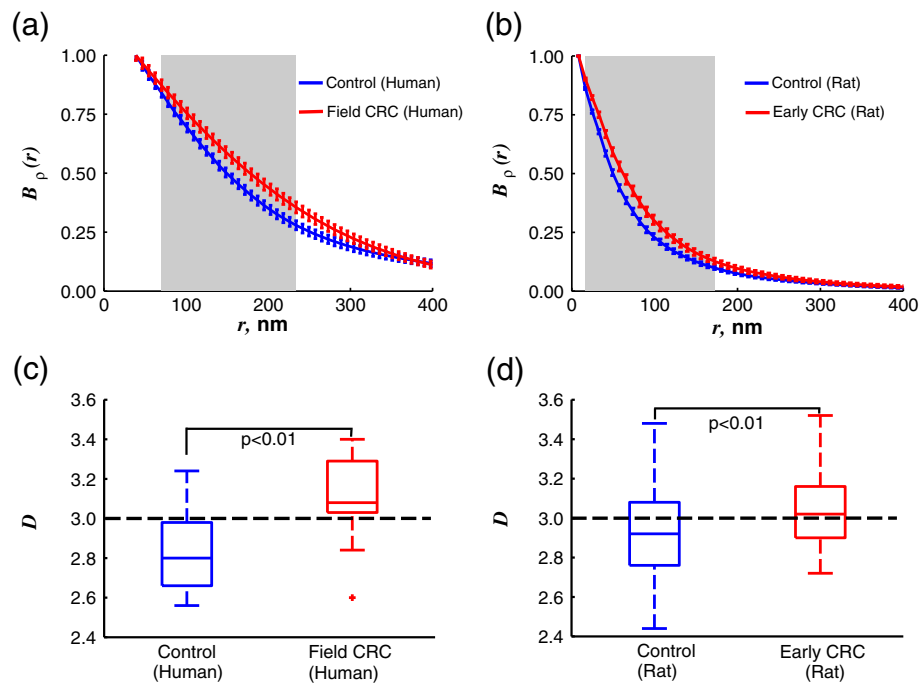 (a)
1.00
0.75
0.50
0.25
0.00
B ρ (r)
Control (Human)
Field CRC (Human)
0
100
200
300
400
r, nm
(b)
1.00
0.75
0.50
0.25
0.00
B ρ (r)
Control (Rat)
Early CRC (Rat)
0
100
200
300
400
r, nm
(c)
3.6
3.4
3.2
3.0
2.8
2.6
2.4
D
p<0.01
Control
(Human)
Field CRC
(Human)
(d)
3.6
3.4
3.2
3.0
2.8
2.6
2.4
D
p<0.01
Control
(Rat)
Early CRC
(Rat)